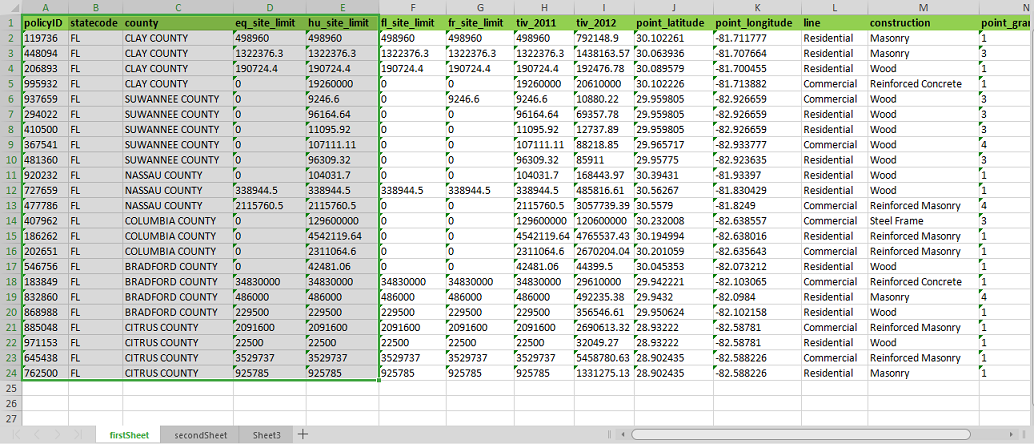 A B C D E F G H I J K L M N
1 policyID statecode county eq_site_limit hu_site_limit fl_site_limit fr_site_limit tiv_2011 tiv_2012 point_latitude point_longitude line construction point_gran
2 119736 FL CLAY COUNTY 498960 498960 498960 498960 498960 792148.9 30.102261 -81.711777 Residential Masonry 1
3 448094 FL CLAY COUNTY 1322376.3 1322376.3 1322376.3 1322376.3 1322376.3 1438163.57 30.063936 -81.707664 Residential Masonry 3
4 206893 FL CLAY COUNTY 190724.4 190724.4 190724.4 190724.4 190724.4 192476.78 30.089579 -81.700455 Residential Wood 1
5 995932 FL CLAY COUNTY 0 19260000 0 0 19260000 20610000 30.102226 -81.713882 Commercial Reinforced Concrete 1
6 937659 FL SUWANNEE COUNTY 0 9246.6 0 9246.6 9246.6 10880.22 29.959805 -82.926659 Commercial Wood 3
7 294022 FL SUWANNEE COUNTY 0 96164.64 0 0 96164.64 69357.78 29.959805 -82.926659 Residential Wood 3
8 410500 FL SUWANNEE COUNTY 0 11095.92 0 0 11095.92 12737.89 29.959805 -82.926659 Residential Wood 3
9 367541 FL SUWANNEE COUNTY 0 107111.11 0 0 107111.11 88218.85 29.965717 -82.933777 Commercial Wood 4
10 481360 FL SUWANNEE COUNTY 0 96309.32 0 0 96309.32 85911 29.95775 -82.923635 Residential Wood 3
11 920232 FL NASSAU COUNTY 0 104031.7 0 0 104031.7 168443.97 30.39431 -81.93397 Residential Wood 1
12 727659 FL NASSAU COUNTY 338944.5 338944.5 338944.5 338944.5 338944.5 485816.61 30.56267 -81.830429 Residential Wood 1
13 477786 FL NASSAU COUNTY 2115760.5 2115760.5 0 0 2115760.5 3057739.39 30.5579 -81.8249 Commercial Reinforced Masonry 4
14 407962 FL COLUMBIA COUNTY 0 129600000 0 0 129600000 120600000 30.232008 -82.638557 Commercial Steel Frame 3
15 186262 FL COLUMBIA COUNTY 0 4542119.64 0 0 4542119.64 4765537.43 30.194994 -82.638016 Residential Reinforced Masonry 1
16 202651 FL COLUMBIA COUNTY 0 2311064.6 0 0 2311064.6 2670204.04 30.201059 -82.635643 Commercial Reinforced Masonry 1
17 546756 FL BRADFORD COUNTY 0 42481.06 0 0 42481.06 44399.5 30.045353 -82.073212 Residential Wood 1
18 183849 FL BRADFORD COUNTY 34830000 34830000 34830000 34830000 34830000 29610000 29.942221 -82.103065 Commercial Reinforced Concrete 1
19 832860 FL BRADFORD COUNTY 486000 486000 486000 486000 486000 492235.38 29.9432 -82.0984 Residential Masonry 4
20 868988 FL BRADFORD COUNTY 229500 229500 229500 229500 229500 356546.61 29.950624 -82.102158 Residential Wood 1
21 885048 FL CITRUS COUNTY 2091600 2091600 2091600 2091600 2091600 2690613.32 28.93222 -82.58781 Commercial Reinforced Masonry 1
22 971153 FL CITRUS COUNTY 22500 22500 22500 22500 22500 32049.27 28.93222 -82.58781 Residential Wood 1
23 645438 FL CITRUS COUNTY 3529737 3529737 3529737 3529737 3529737 5458780.63 28.902435 -82.588226 Commercial Reinforced Masonry 1
24 762500 FL CITRUS COUNTY 925785 925785 925785 925785 925785 1331275.13 28.902435 -82.588226 Residential Masonry 1
25
26
27
firstSheet secondSheet Sheet3